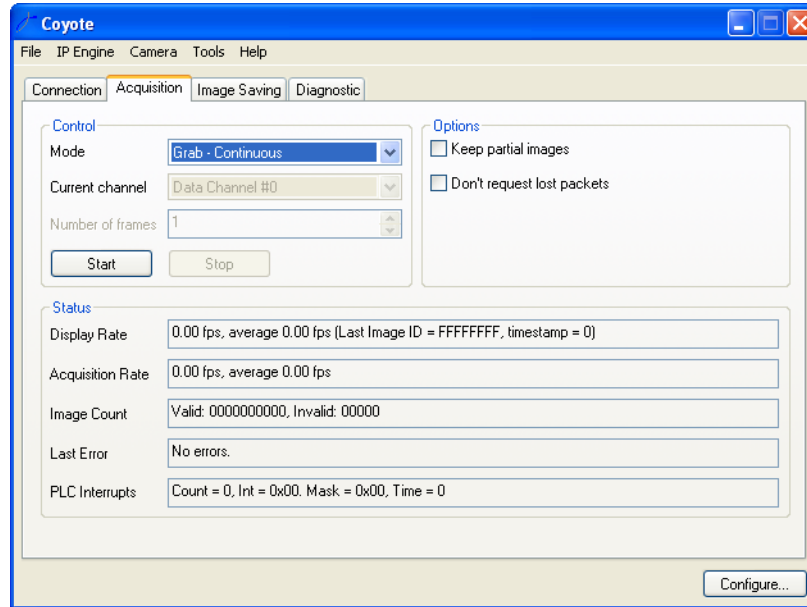 Coyote
File IP Engine Camera Tools Help
Connection Acquisition Image Saving Diagnostic
Control
Mode Grab - Continuous
Current channel Data Channel #0
Number of frames 1
Start Stop
Options
Keep partial images
Don't request lost packets
Status
Display Rate 0.00 fps, average 0.00 fps (Last Image ID = FFFFFFFF, timestamp = 0)
Acquisition Rate 0.00 fps, average 0.00 fps
Image Count Valid: 0000000000, Invalid: 00000
Last Error No errors.
PLC Interrupts Count = 0, Int = 0x00. Mask = 0x00, Time = 0
Configure...